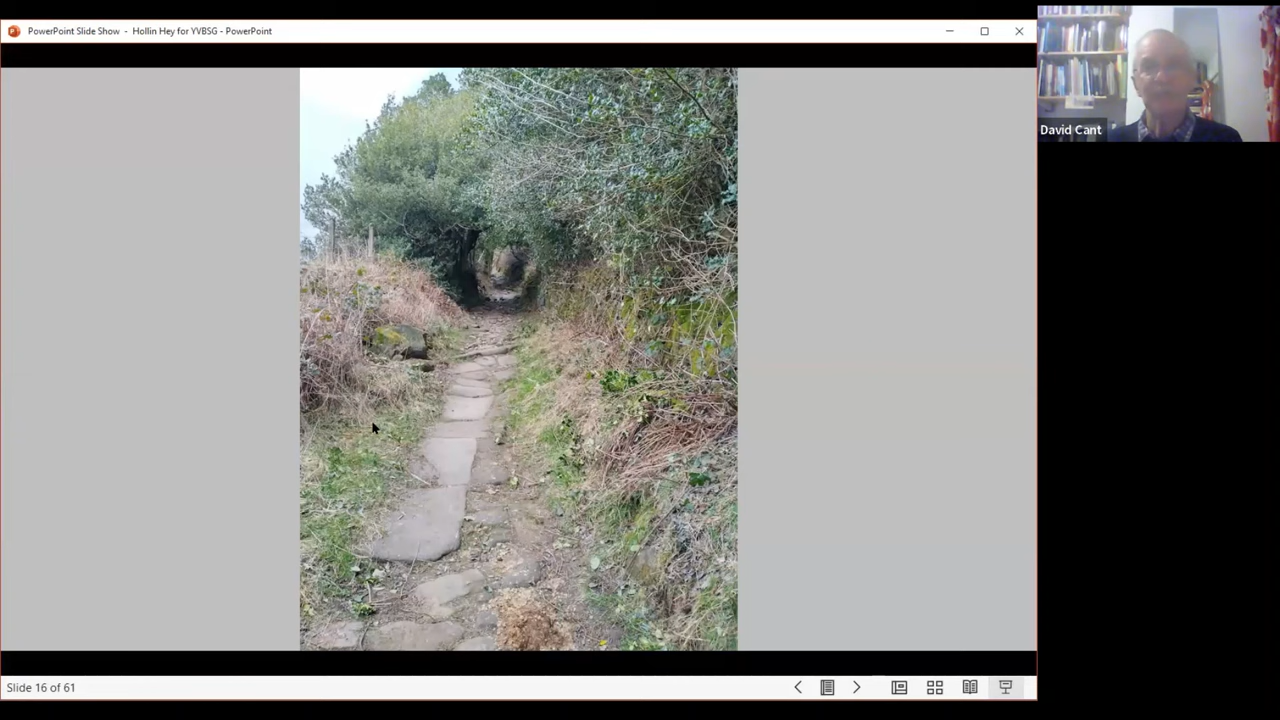 PowerPoint Slide Show - Hollin Hey for YVBSG - PowerPoint
David Cant
Slide 16 of 61